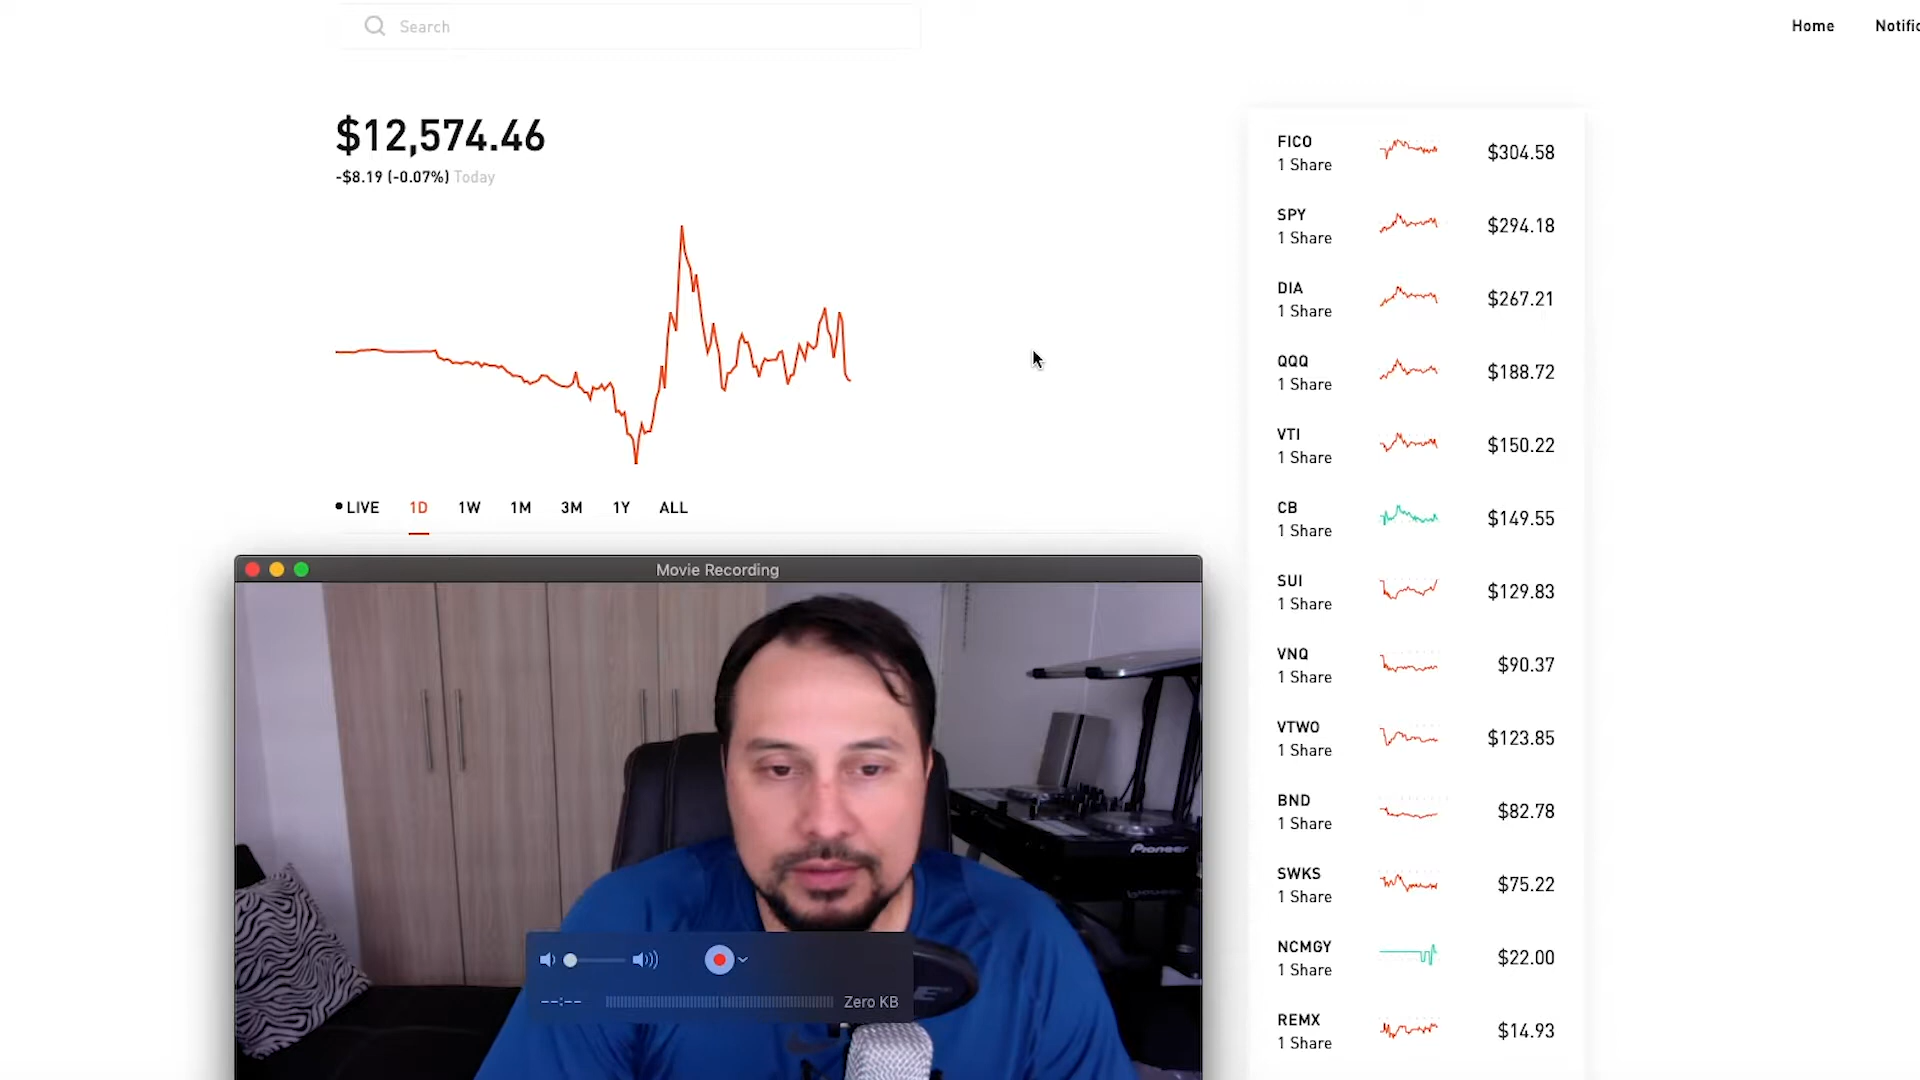 Search
Home
Notific
$12,574.46
-$8.19 (-0.07%) Today
LIVE 1D 1W 1M 3M 1Y ALL
FICO
1 Share
$304.58
SPY
1 Share
$294.18
DIA
1 Share
$267.21
QQQ
1 Share
$188.72
VTI
1 Share
$150.22
CB
1 Share
$149.55
SUI
1 Share
$129.83
VNQ
1 Share
$90.37
VTWO
1 Share
$123.85
BND
1 Share
$82.78
SWKS
1 Share
$75.22
NCMGY
1 Share
$22.00
REMX
1 Share
$14.93
Movie Recording
Pioneer
--:--
Zero KB